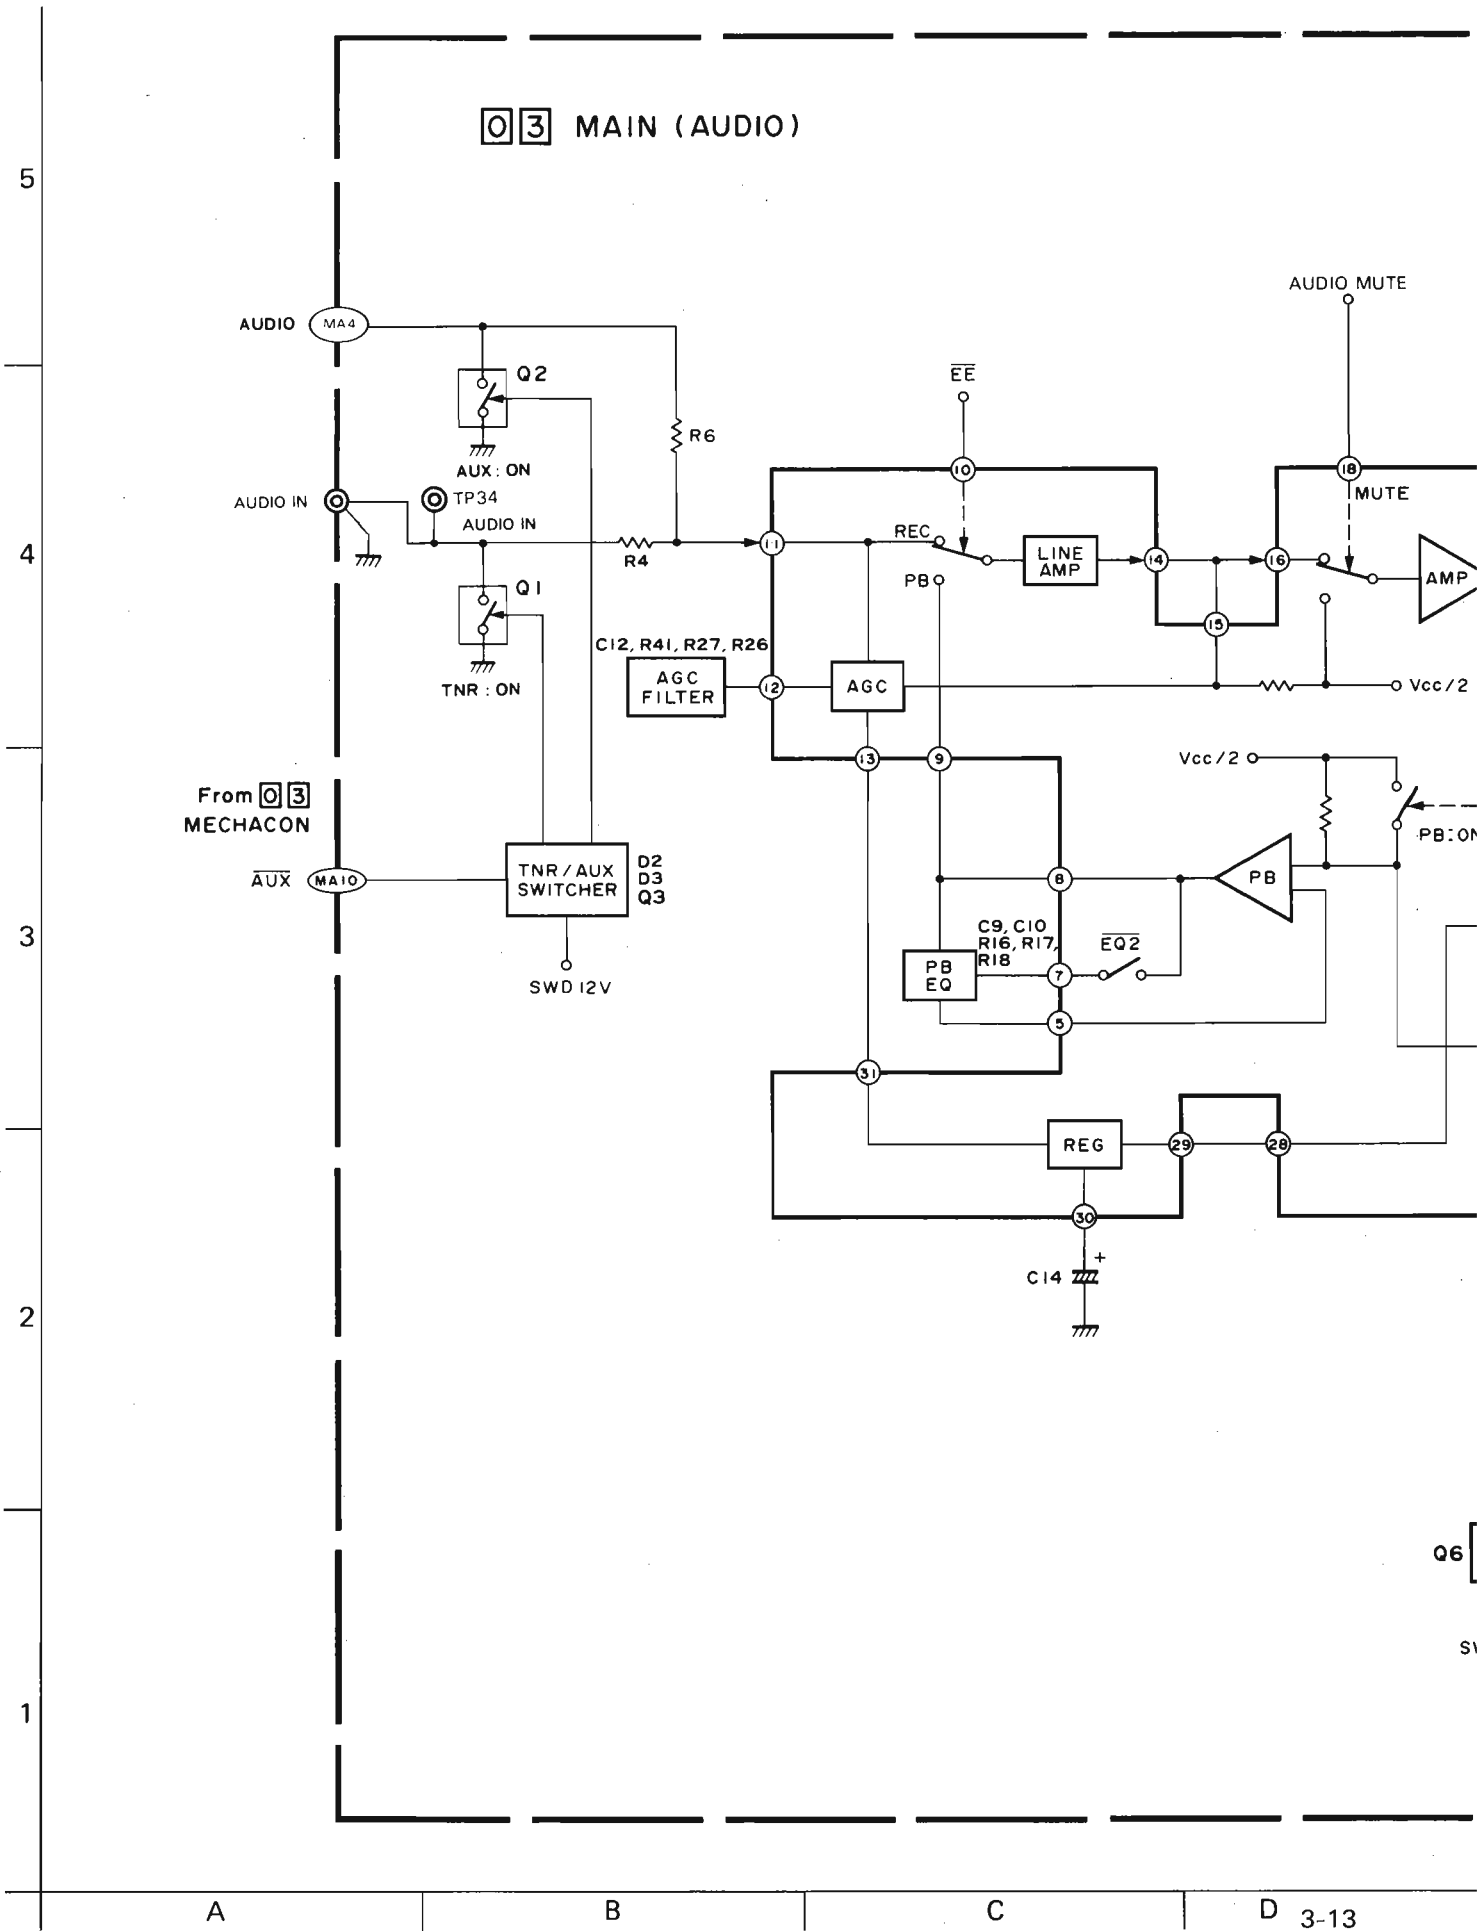 03 MAIN (AUDIO)
5
AUDIO MUTE
AUDIO
MA4
Q2
EE
R6
AUX : ON
10
18
AUDIO IN
TP34
MUTE
AUDIO IN
4
R4
11
REC
LINE
AMP
14
16
AMP
PB
Q1
15
C12, R41, R27, R26
AGC
FILTER
12
AGC
Vcc/2
TNR : ON
13
9
Vcc/2
From 03
MECHACON
PB:ON
AUX
MA10
TNR/AUX
SWITCHER
D2
D3
Q3
8
PB
3
C9, C10
R16, R17,
R18
EQ2
PB
EQ
7
SWD 12V
5
31
REG
29
28
30
+
C14
2
Q6
SW
1
A
B
C
D
3-13